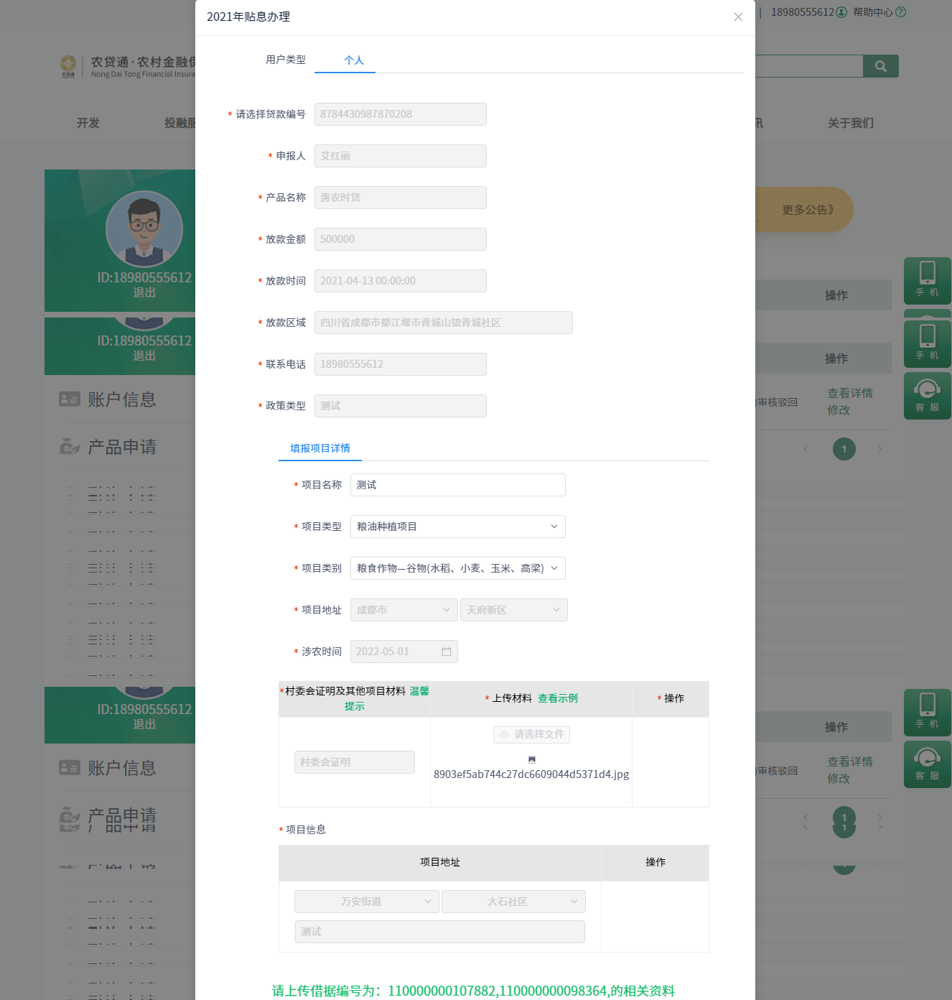 2021年贴息办理
18980555612
帮助中心
农贷通·农村金融保
Nong Dai Tong Financial Insura
开发
投融服
讯
关于我们
用户类型
个人
* 请选择贷款编号 8784430987870208
* 申报人 艾红丽
* 产品名称 惠农时贷
* 放款金额 500000
* 放款时间 2021-04-13 00:00:00
* 放款区域 四川省成都市都江堰市青城山镇青城社区
* 联系电话 18980555612
* 政策类型 测试
填报项目详情
* 项目名称 测试
* 项目类型 粮油种植项目
* 项目类别 粮食作物—谷物(水稻、小麦、玉米、高粱)
* 项目地址 成都市 天府新区
* 涉农时间 2022-05-01
*村委会证明及其他项目材料 温馨
提示
* 上传材料 查看示例
* 操作
请选择文件
村委会证明
8903ef5ab744c27dc6609044d5371d4.jpg
* 项目信息
项目地址 操作
万安街道 大石社区
测试
请上传借据编号为：110000000107882,110000000098364,的相关资料
ID:18980555612
退出
ID:18980555612
退出
账户信息
产品申请
ID:18980555612
退出
账户信息
产品申请
更多公告》
操作
操作
)审核驳回
查看详情
修改
1
操作
)审核驳回
查看详情
修改
1
手 机
手 机
客 服
手 机
客 服